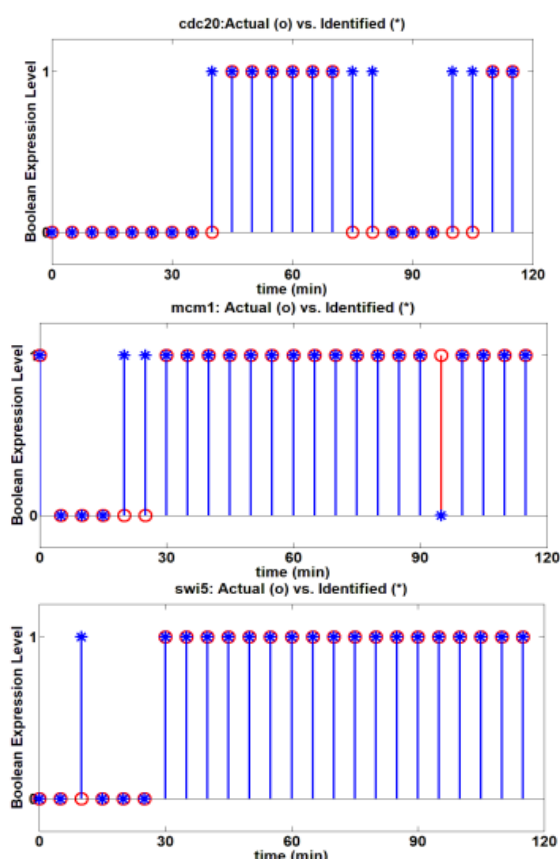 cdc20:Actual (o) vs. Identified (*)
Boolean Expression Level
1
0
0 30 60 90 120
time (min)
mcm1: Actual (o) vs. Identified (*)
Boolean Expression Level
1
0
0 30 60 90 120
time (min)
swi5: Actual (o) vs. Identified (*)
Boolean Expression Level
1
0
0 30 60 90 120
time (min)